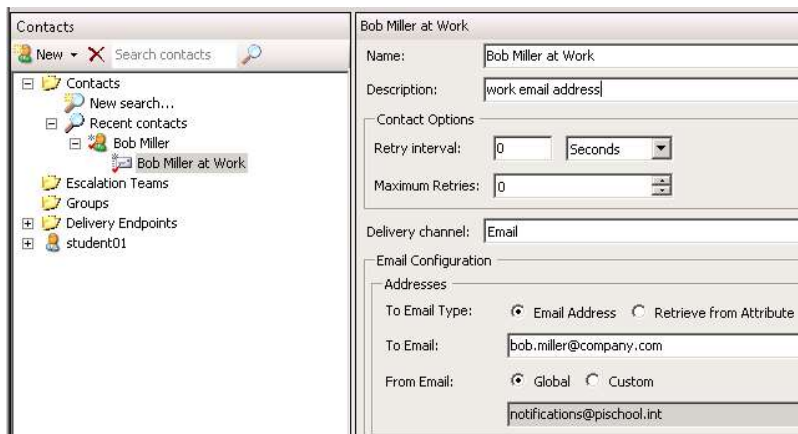 Contacts
New
Search contacts
Contacts
New search...
Recent contacts
Bob Miller
Bob Miller at Work
Escalation Teams
Groups
Delivery Endpoints
student01
Bob Miller at Work
Name: Bob Miller at Work
Description: work email address
Contact Options
Retry interval: 0 Seconds
Maximum Retries: 0
Delivery channel: Email
Email Configuration
Addresses
To Email Type: Email Address Retrieve from Attribute
To Email: bob.miller@company.com
From Email: Global Custom
notifications@pischool.int